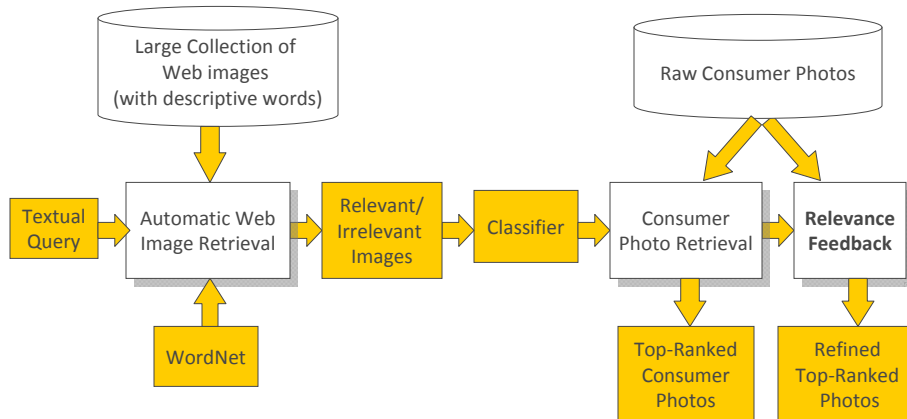 Large Collection of
Web images
(with descriptive words)
Raw Consumer Photos
Textual
Query
Automatic Web
Image Retrieval
Relevant/
Irrelevant
Images
Classifier
Consumer
Photo Retrieval
Relevance
Feedback
WordNet
Top-Ranked
Consumer
Photos
Refined
Top-Ranked
Photos